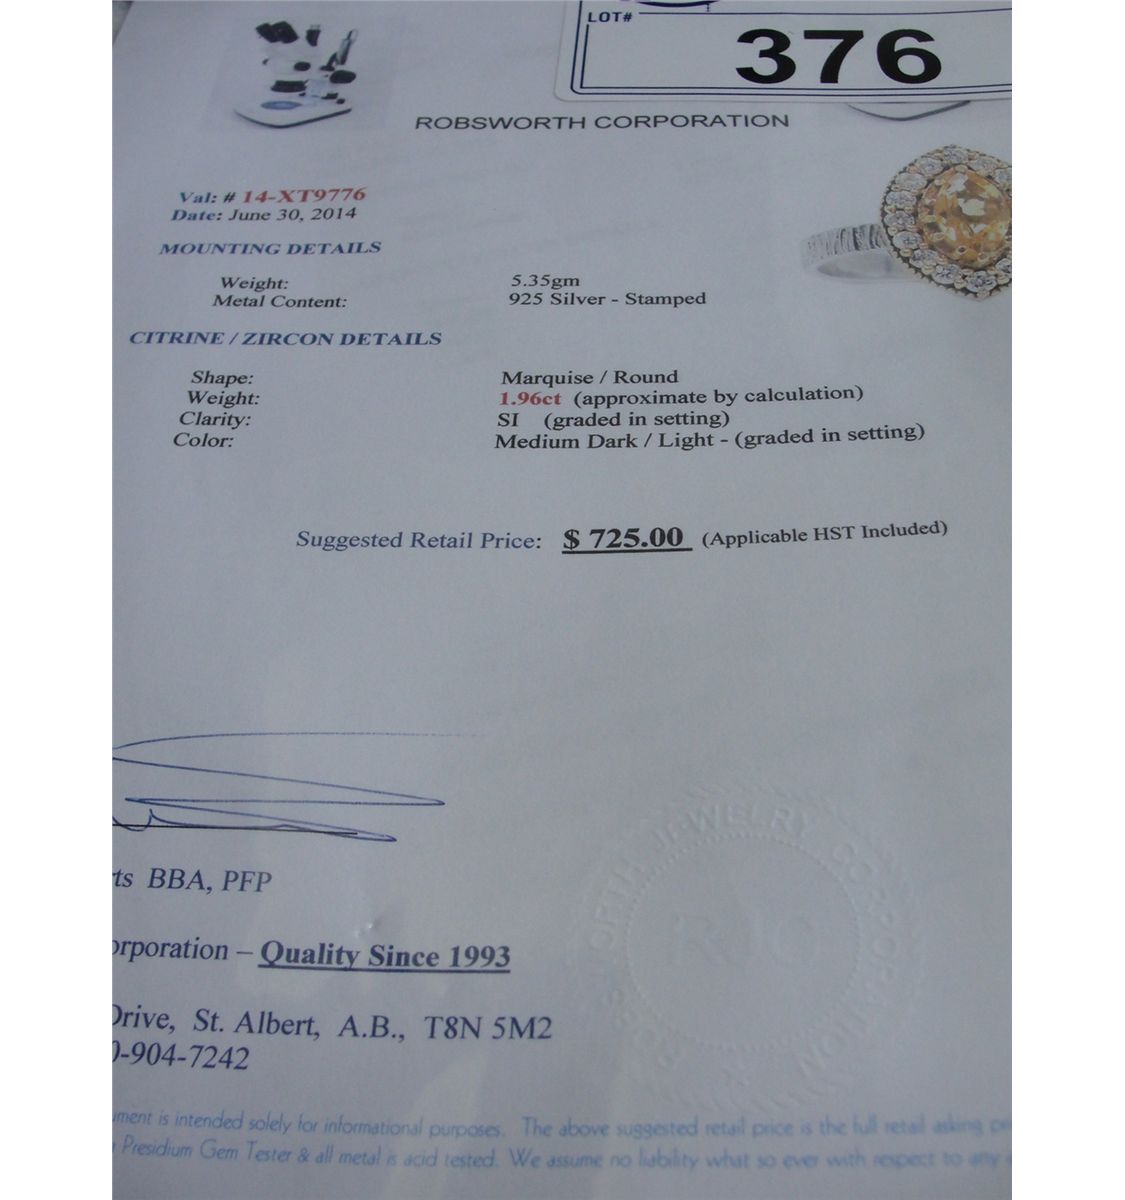 LOT#
376
ROBSWORTH CORPORATION
Val: # 14-XT9776
Date: June 30, 2014
MOUNTING DETAILS
Weight: 5.35gm
Metal Content: 925 Silver - Stamped
CITRINE / ZIRCON DETAILS
Shape: Marquise / Round
Weight: 1.96ct (approximate by calculation)
Clarity: SI (graded in setting)
Color: Medium Dark / Light - (graded in setting)
Suggested Retail Price: $ 725.00 (Applicable HST Included)
ts BBA, PFP
orporation – Quality Since 1993
Drive, St. Albert, A.B., T8N 5M2
0-904-7242
ument is intended solely for informational purposes. The above suggested retail price is the full retail asking
Presidium Gem Tester & all metal is acid tested. We assume no liability what so ever with respect to any
JEWELRY CORPORATION
RJC